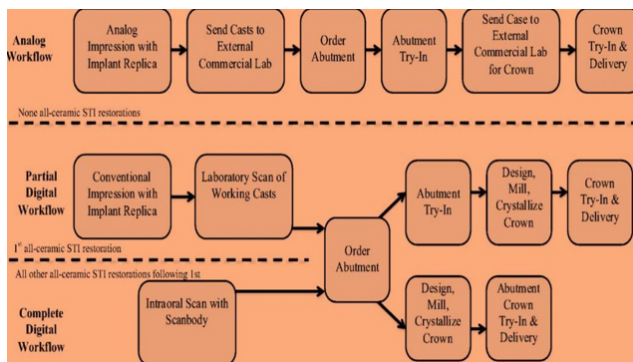 Analog
Workflow
Analog
Impression with
Implant Replica
Send Casts to
External
Commercial Lab
Order
Abutment
Abutment
Try-In
Send Case to
External
Commercial Lab
for Crown
Crown
Try-In &
Delivery
None all-ceramic STI restorations
Partial
Digital
Workflow
Conventional
Impression with
Implant Replica
Laboratory Scan of
Working Casts
Order
Abutment
Abutment
Try-In
Design,
Mill,
Crystallize
Crown
Crown
Try-In &
Delivery
1st all-ceramic STI restoration
All other all-ceramic STI restorations following 1st
Complete
Digital
Workflow
Intraoral Scan with
Scanbody
Design,
Mill,
Crystallize
Crown
Abutment
Crown
Try-In &
Delivery